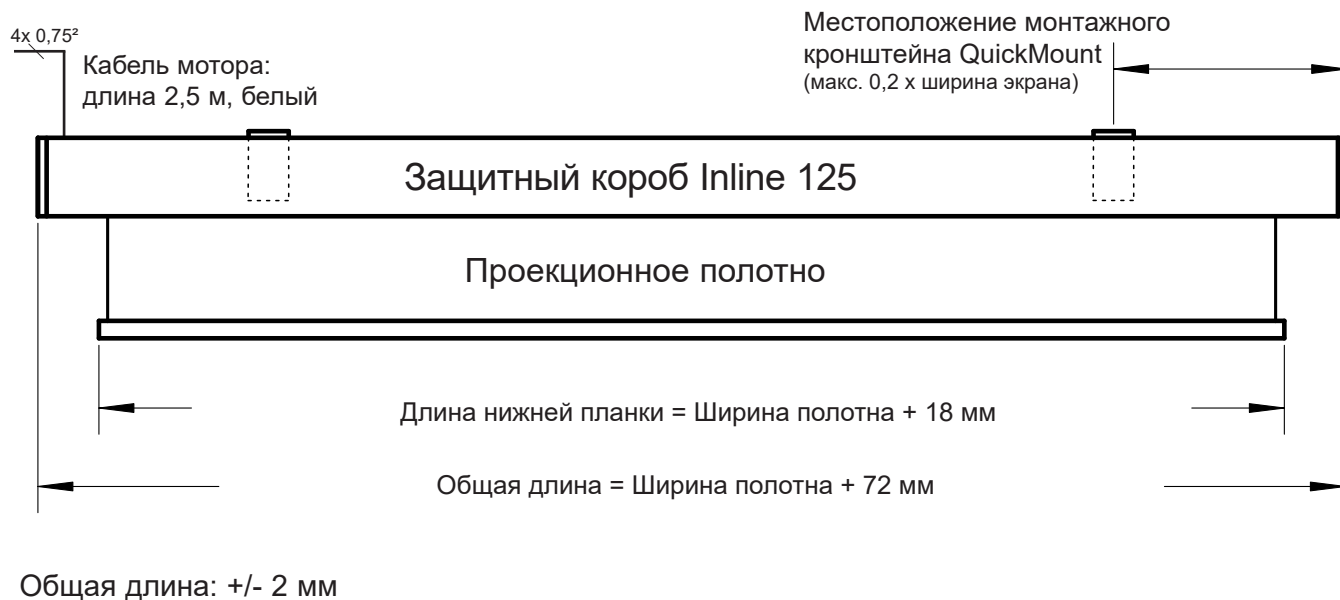 4x 0,75²
Кабель мотора:
длина 2,5 м, белый
Местоположение монтажного
кронштейна QuickMount
(макс. 0,2 x ширина экрана)
Защитный короб Inline 125
Проекционное полотно
Длина нижней планки = Ширина полотна + 18 мм
Общая длина = Ширина полотна + 72 мм
Общая длина: +/- 2 мм